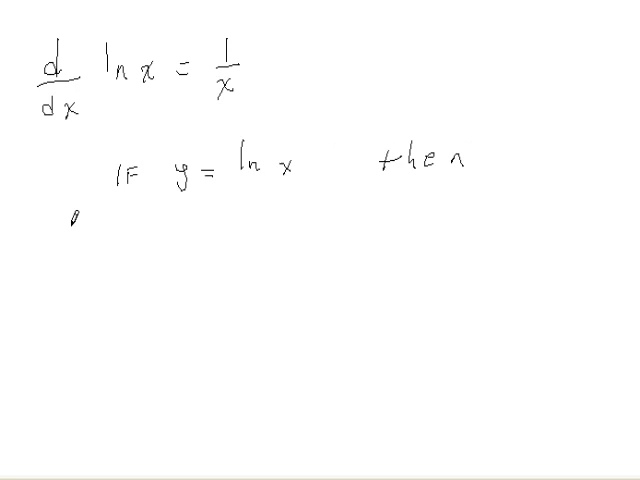 d/dx ln x = 1/x
IF y = ln x then